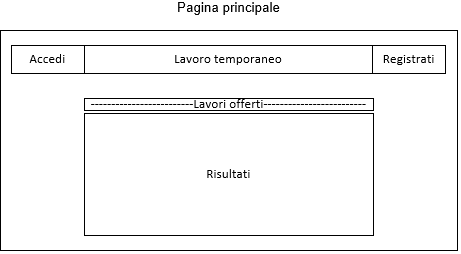 Pagina principale
Accedi Lavoro temporaneo Registrati
-------------------------Lavori offerti-------------------------
Risultati